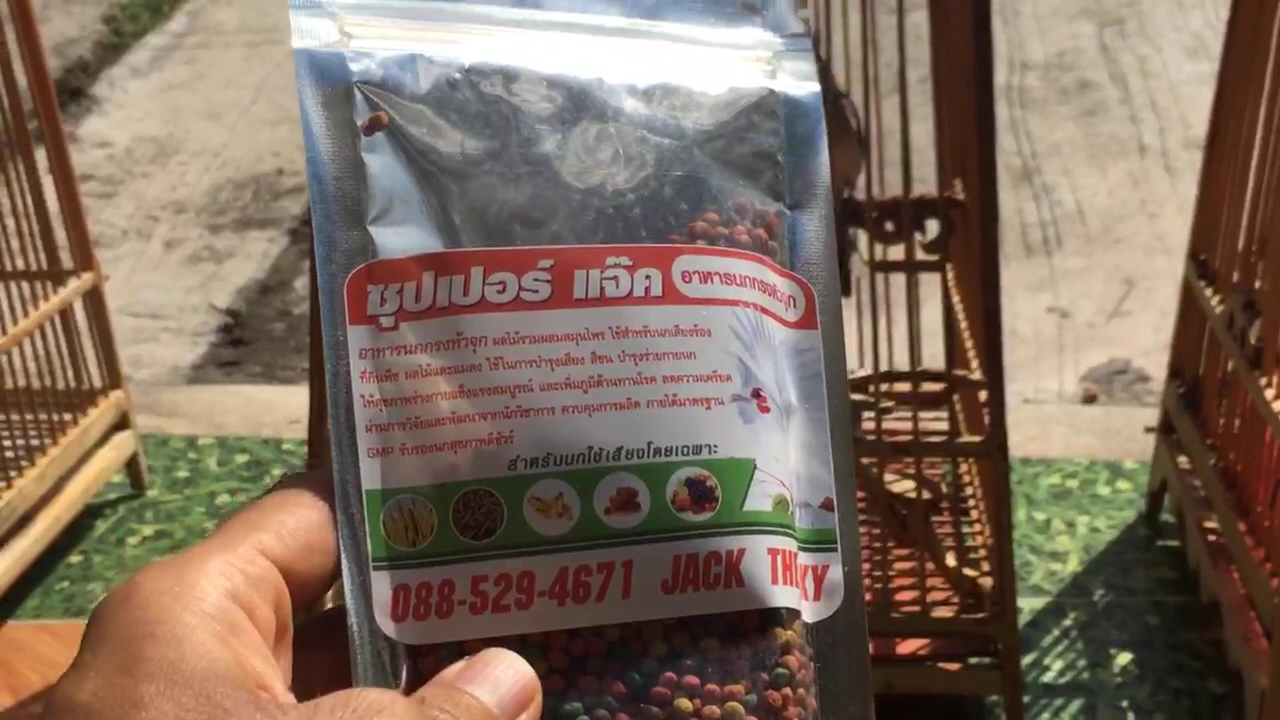 ซุปเปอร์ แจ๊ค
อาหารนกกรงหัวจุก
อาหารนกกรงหัวจุก ผลไม้รวมผสมสมุนไพร ใช้สำหรับนกเสียงร้อง
ที่กินพืช ผลไม้และแมลง ใช้ในการบำรุงเสียง สีขน บำรุงร่ายกายนก
ให้สุขภาพร่างกายแข็งแรงสมบูรณ์ และเพิ่มภูมิต้านทานโรค ลดความเครียด
ผ่านการวิจัยและพัฒนาจากนักวิชาการ ควบคุมการผลิต ภายใต้มาตรฐาน
GMP รับรองนกสุขภาพดีชัวร์
สำหรับนกใช้เสียงโดยเฉพาะ
088-529-4671 JACK